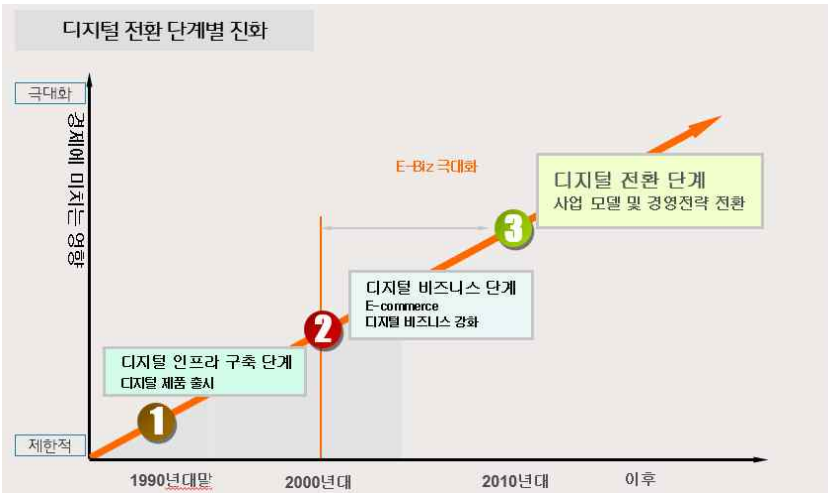 디지털 전환 단계별 진화
극대화
경제에 미치는 영향
E-Biz 극대화
디지털 전환 단계
사업 모델 및 경영전략 전환
3
디지털 비즈니스 단계
E-commerce
디지털 비즈니스 강화
2
디지털 인프라 구축 단계
디지털 제품 출시
1
제한적
1990년대말
2000년대
2010년대
이후